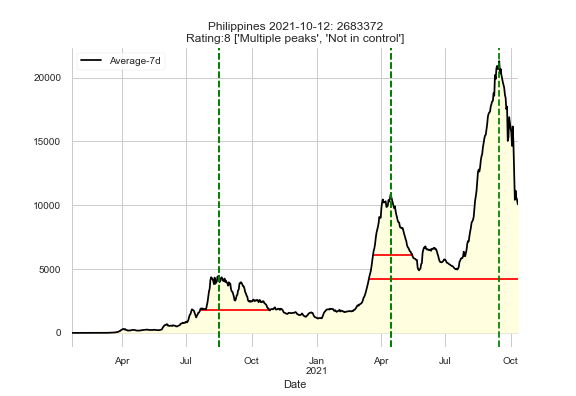 Philippines 2021-10-12: 2683372
Rating:8 ['Multiple peaks', 'Not in control']
Average-7d
20000
15000
10000
5000
0
Apr
Jul
Oct
Jan
2021
Apr
Jul
Oct
Date